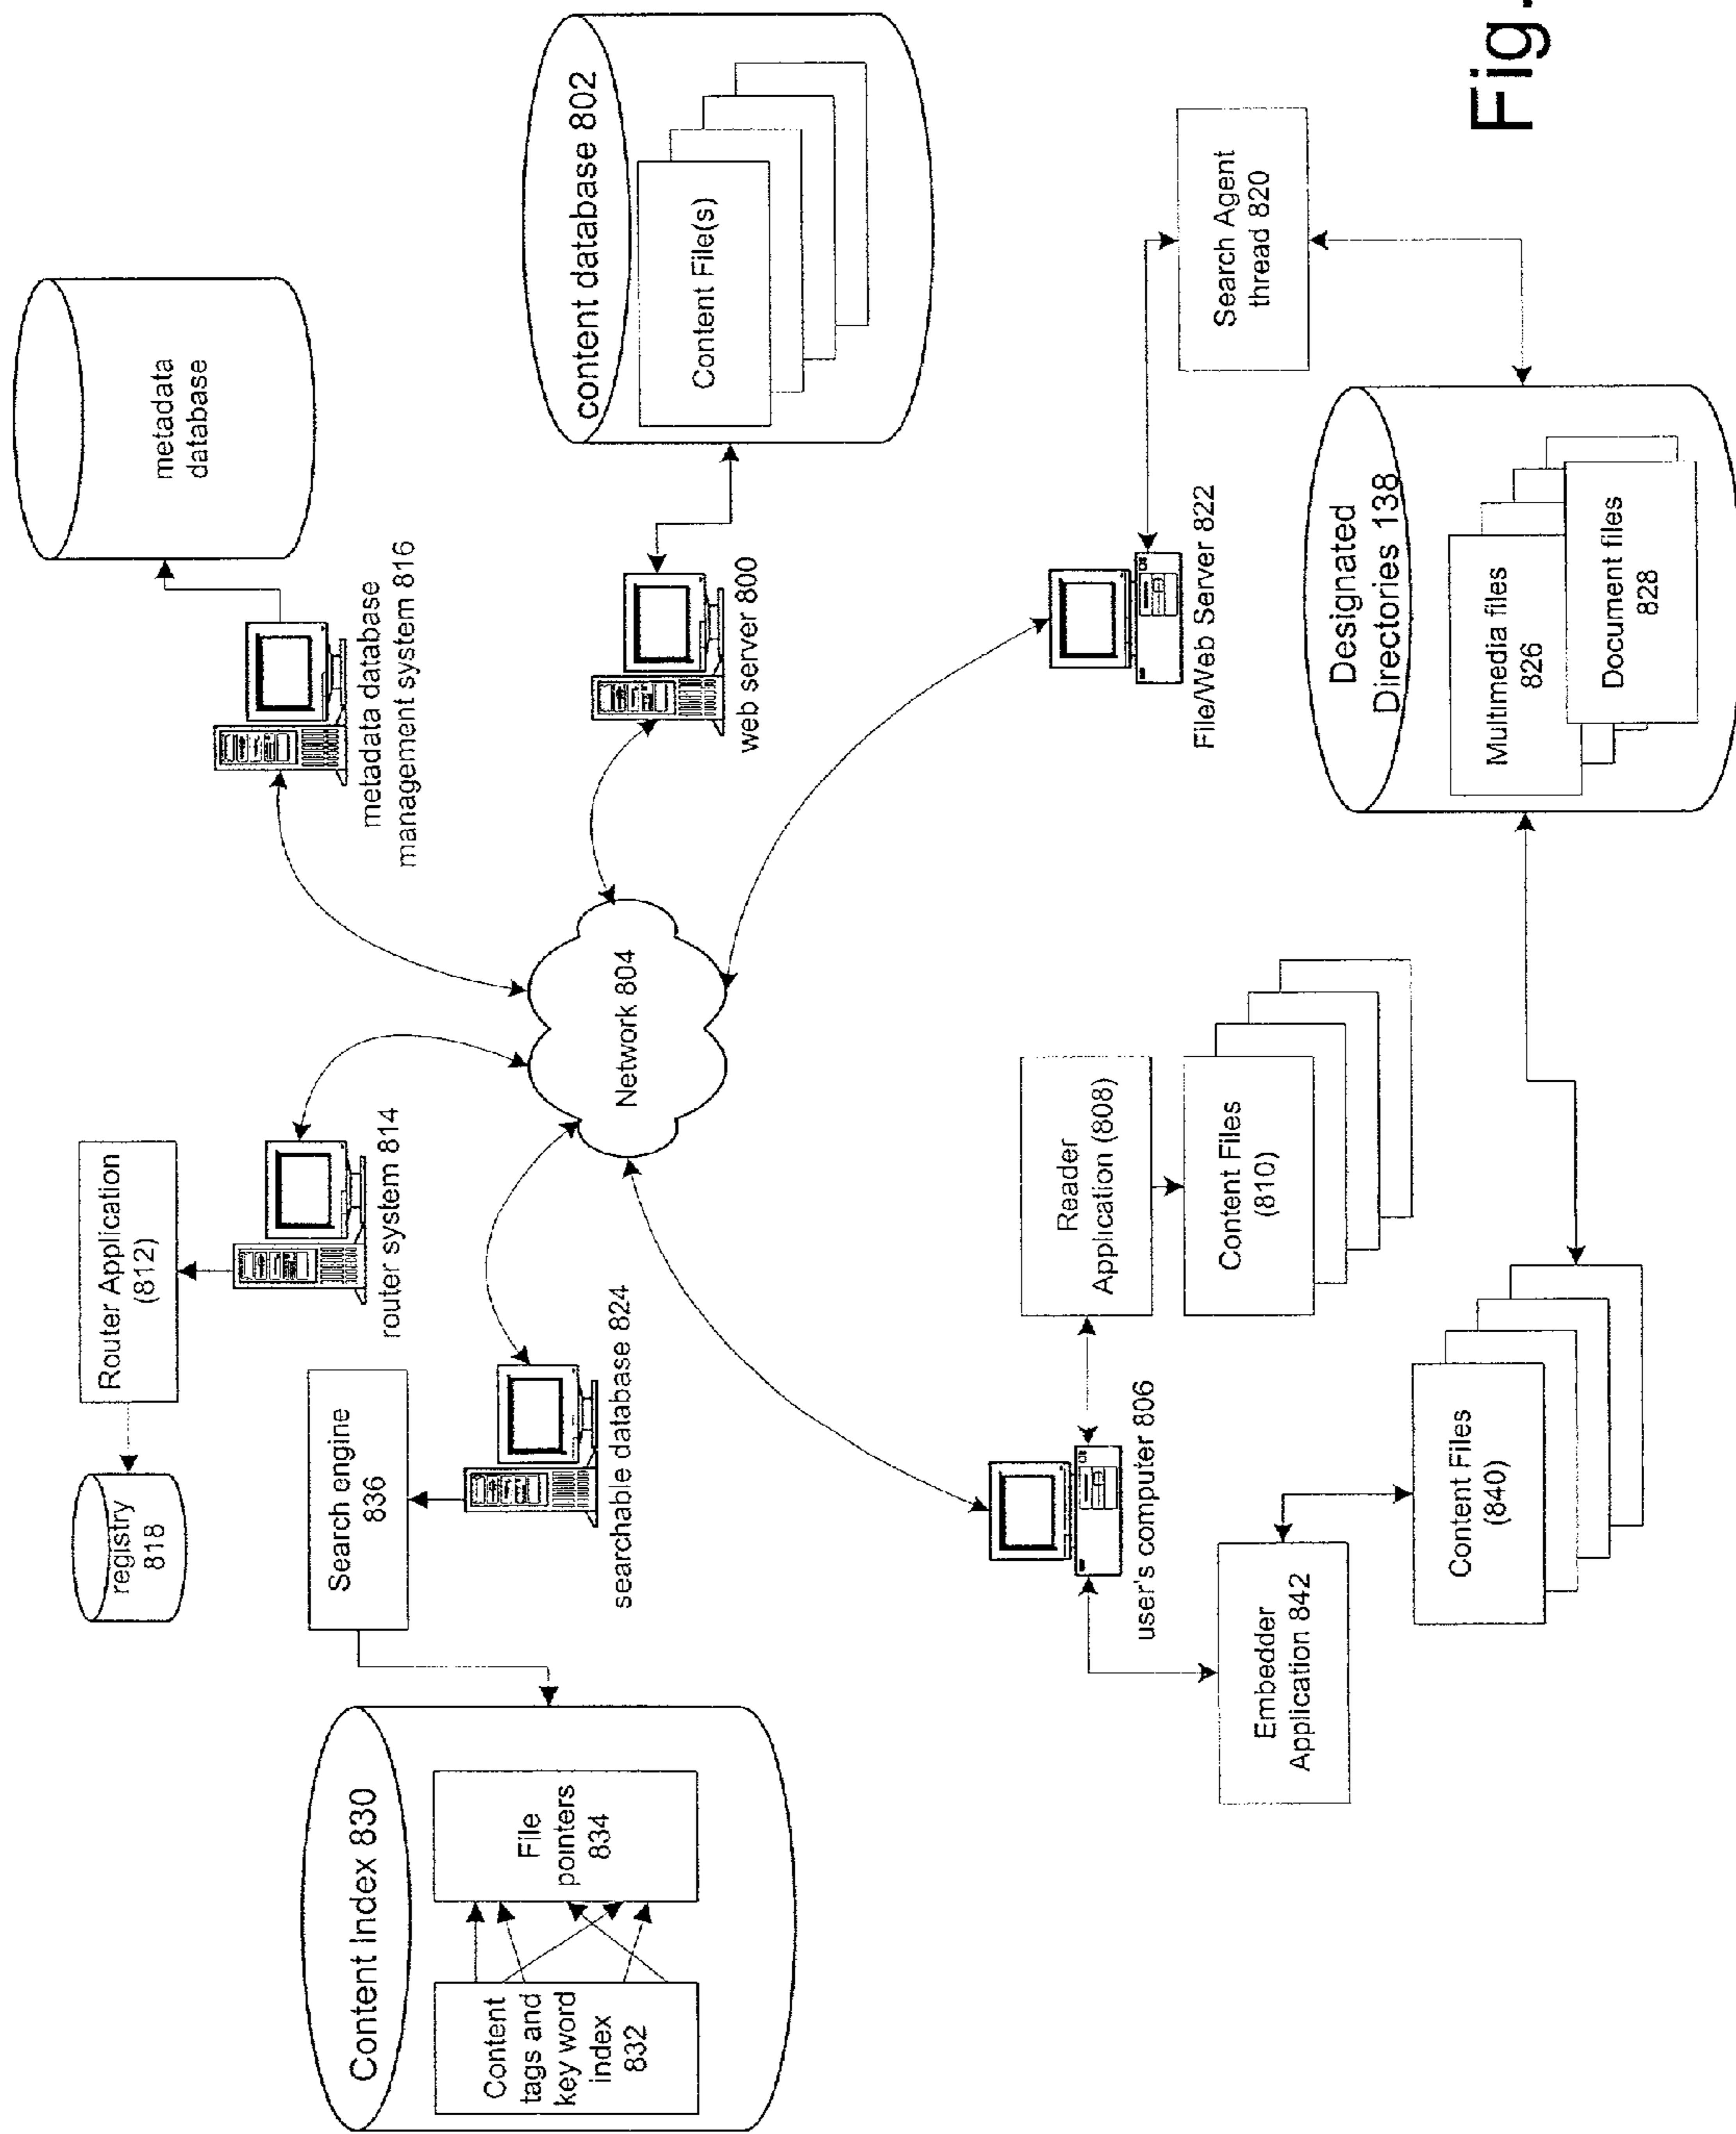 Content Index 830
Content
tags and
key word
index
832
File
pointers
834
registry
818
Router Application
(812)
Search engine
836
router system 814
searchable database 824
metadata database
management system 816
metadata
database
Network 804
web server 800
content database 802
Content File(s)
user's computer 806
Reader
Application (808)
Content Files
(810)
Embedder
Application 842
Content Files
(840)
File/Web Server 822
Search Agent
thread 820
Designated
Directories 138
Multimedia files
826
Document files
828
Fig.